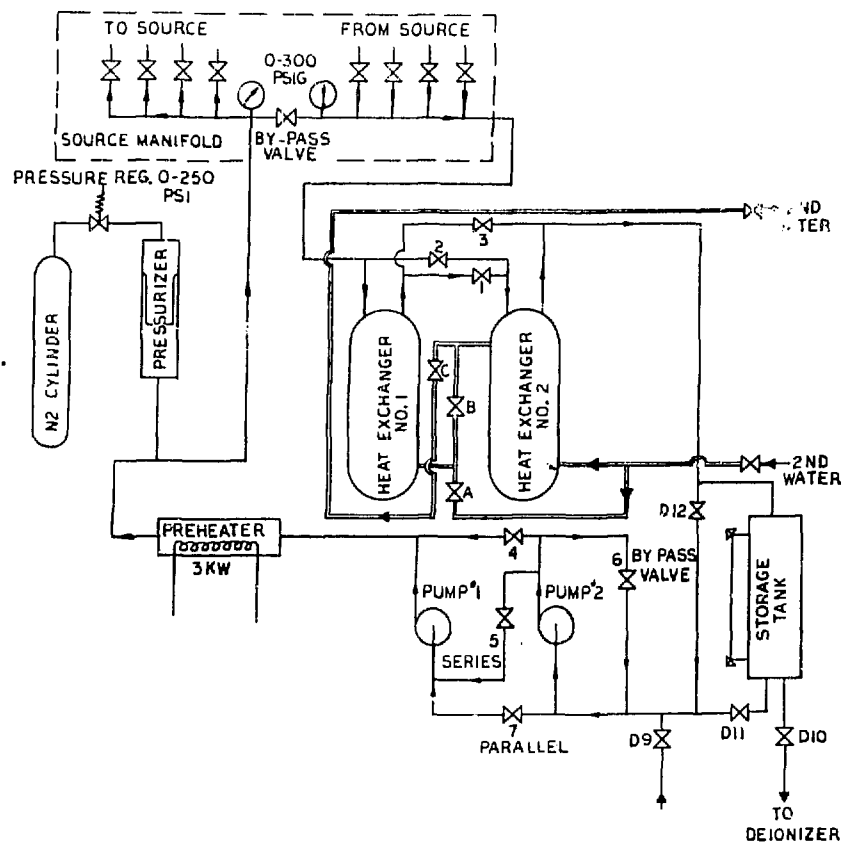 TO SOURCE
FROM SOURCE
0-300
PSIG
SOURCE MANIFOLD
BY-PASS
VALVE
PRESSURE REG. 0-250
PSI
3
2
1
N2 CYLINDER
PRESSURIZER
HEAT EXCHANGER
NO. 1
HEAT EXCHANGER
NO. 2
C
B
A
2ND
WATER
D12
PREHEATER
3KW
4
6
BY PASS
VALVE
PUMP #1
PUMP #2
5
SERIES
STORAGE
TANK
7
PARALLEL
D9
D11
D10
TO
DEIONIZER